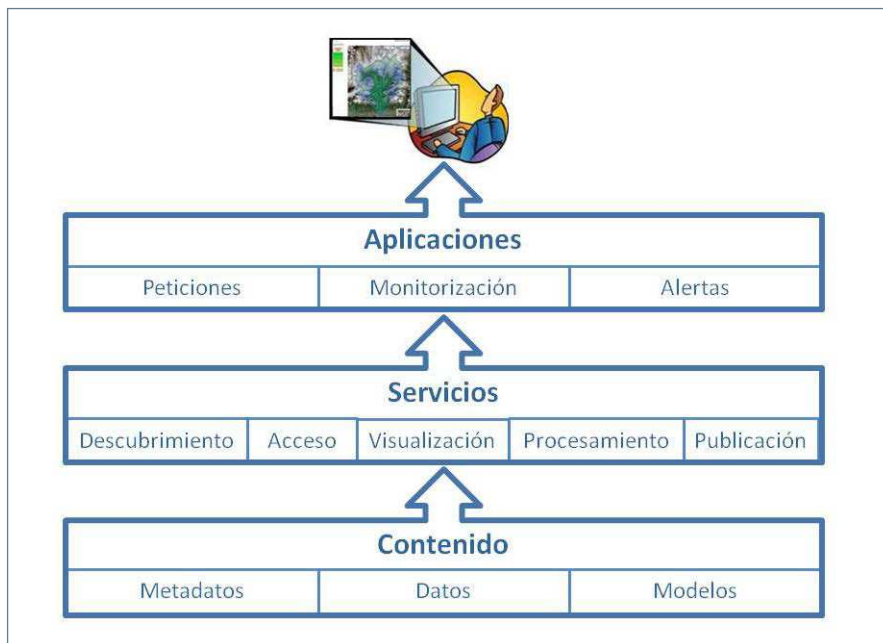 Aplicaciones
Peticiones Monitorización Alertas
Servicios
Descubrimiento Acceso Visualización Procesamiento Publicación
Contenido
Metadatos Datos Modelos